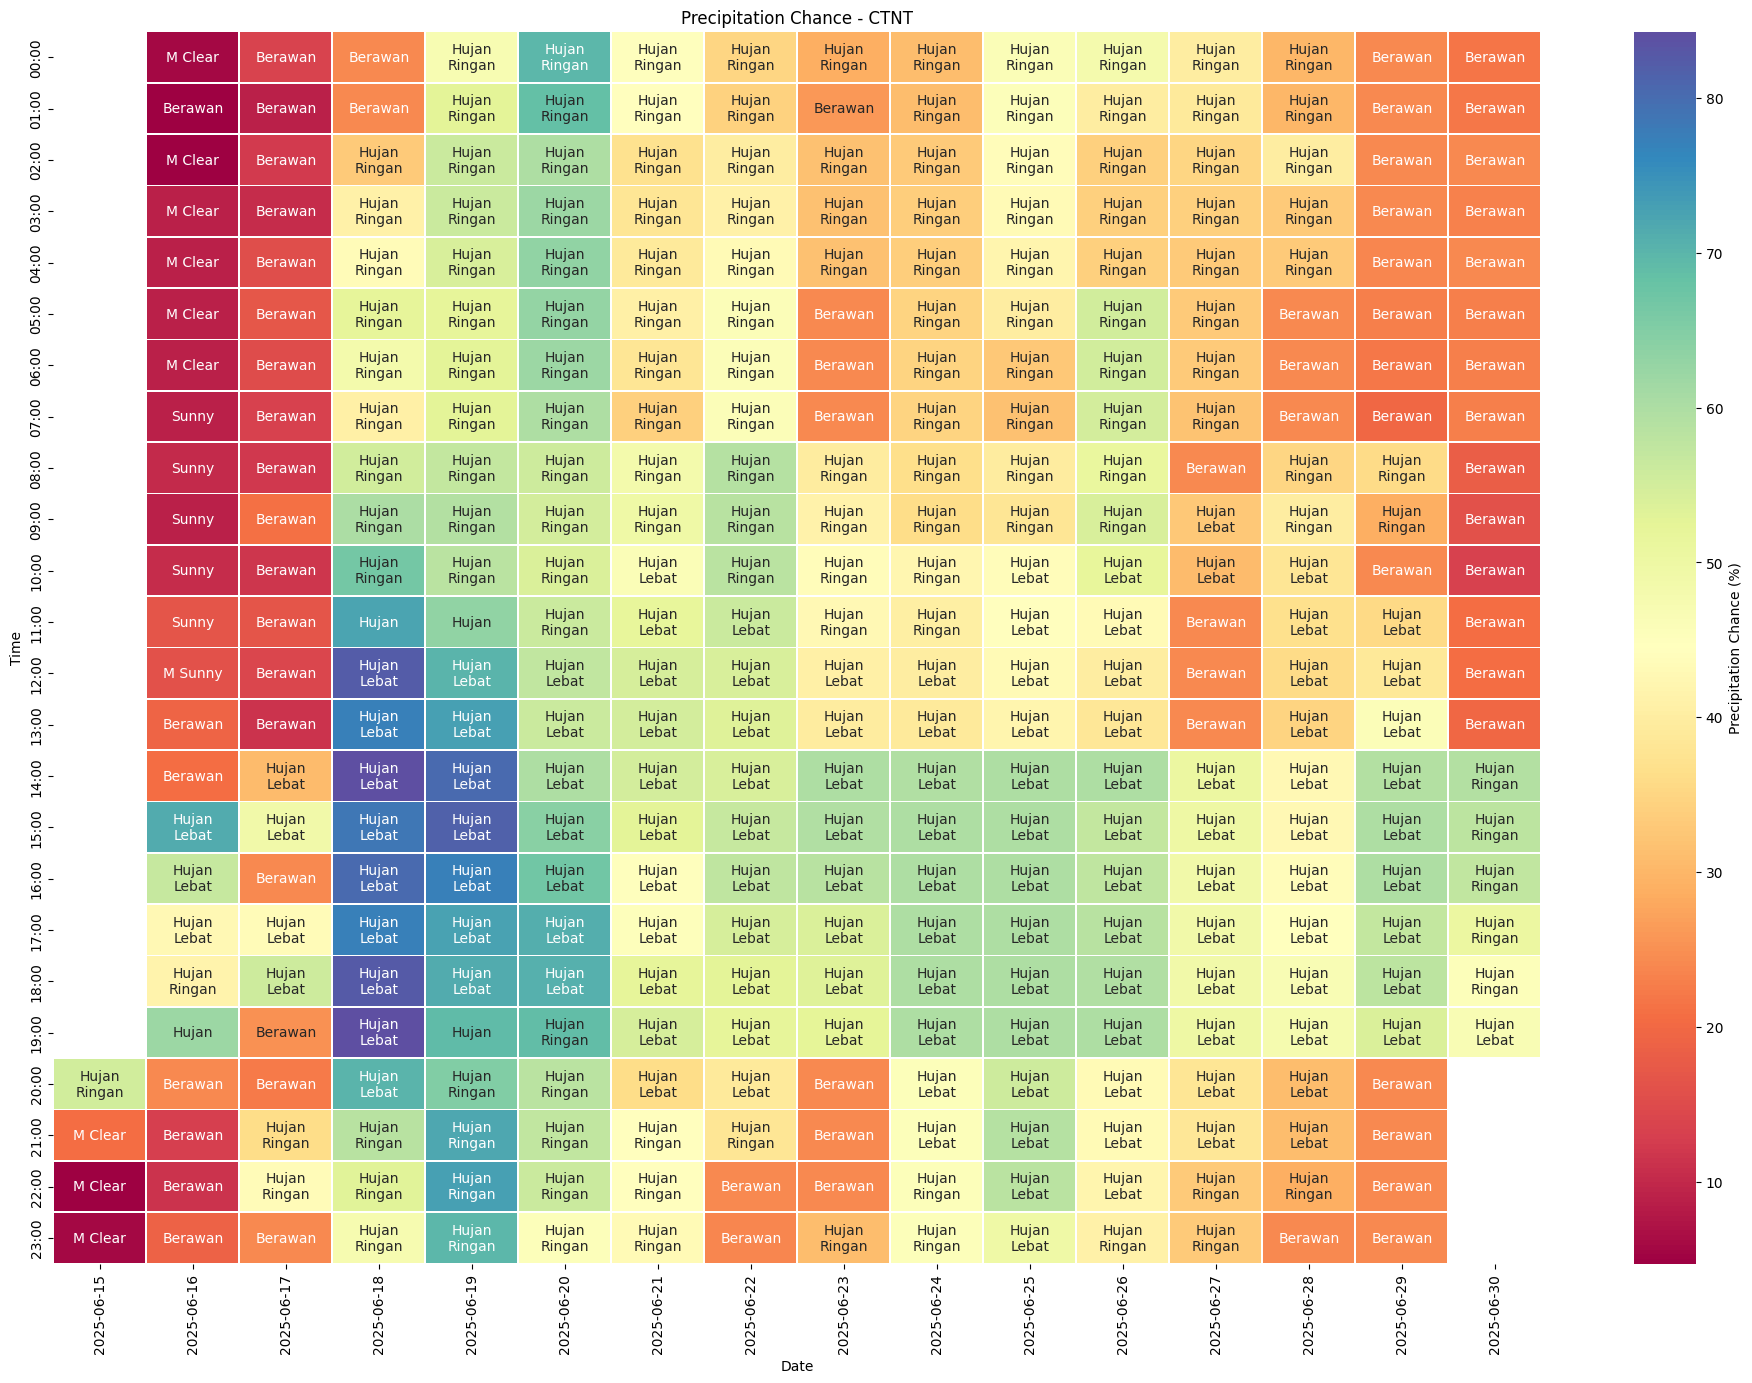 Precipitation Chance - CTNT
00:00 M Clear Berawan Berawan Hujan Ringan Hujan Ringan Hujan Ringan Hujan Ringan Hujan Ringan Hujan Ringan Hujan Ringan Hujan Ringan Hujan Ringan Hujan Ringan Berawan Berawan
01:00 Berawan Berawan Berawan Hujan Ringan Hujan Ringan Hujan Ringan Hujan Ringan Berawan Hujan Ringan Hujan Ringan Hujan Ringan Hujan Ringan Hujan Ringan Berawan Berawan
02:00 M Clear Berawan Hujan Ringan Hujan Ringan Hujan Ringan Hujan Ringan Hujan Ringan Hujan Ringan Hujan Ringan Hujan Ringan Hujan Ringan Hujan Ringan Hujan Ringan Berawan Berawan
03:00 M Clear Berawan Hujan Ringan Hujan Ringan Hujan Ringan Hujan Ringan Hujan Ringan Hujan Ringan Hujan Ringan Hujan Ringan Hujan Ringan Hujan Ringan Hujan Ringan Berawan Berawan
04:00 M Clear Berawan Hujan Ringan Hujan Ringan Hujan Ringan Hujan Ringan Hujan Ringan Hujan Ringan Hujan Ringan Hujan Ringan Hujan Ringan Hujan Ringan Hujan Ringan Berawan Berawan
05:00 M Clear Berawan Hujan Ringan Hujan Ringan Hujan Ringan Hujan Ringan Hujan Ringan Berawan Hujan Ringan Hujan Ringan Hujan Ringan Hujan Ringan Berawan Berawan Berawan
06:00 M Clear Berawan Hujan Ringan Hujan Ringan Hujan Ringan Hujan Ringan Hujan Ringan Berawan Hujan Ringan Hujan Ringan Hujan Ringan Hujan Ringan Berawan Berawan Berawan
07:00 Sunny Berawan Hujan Ringan Hujan Ringan Hujan Ringan Hujan Ringan Hujan Ringan Berawan Hujan Ringan Hujan Ringan Hujan Ringan Hujan Ringan Berawan Berawan Berawan
08:00 Sunny Berawan Hujan Ringan Hujan Ringan Hujan Ringan Hujan Ringan Hujan Ringan Hujan Ringan Hujan Ringan Hujan Ringan Hujan Ringan Berawan Hujan Ringan Hujan Ringan Berawan
09:00 Sunny Berawan Hujan Ringan Hujan Ringan Hujan Ringan Hujan Ringan Hujan Ringan Hujan Ringan Hujan Ringan Hujan Ringan Hujan Ringan Hujan Lebat Hujan Ringan Hujan Ringan Berawan
10:00 Sunny Berawan Hujan Ringan Hujan Ringan Hujan Ringan Hujan Lebat Hujan Ringan Hujan Ringan Hujan Ringan Hujan Lebat Hujan Lebat Hujan Lebat Hujan Lebat Berawan Berawan
11:00 Sunny Berawan Hujan Hujan Hujan Ringan Hujan Lebat Hujan Lebat Hujan Ringan Hujan Ringan Hujan Lebat Hujan Lebat Berawan Hujan Lebat Hujan Lebat Berawan
12:00 M Sunny Berawan Hujan Lebat Hujan Lebat Hujan Lebat Hujan Lebat Hujan Lebat Hujan Lebat Hujan Lebat Hujan Lebat Hujan Lebat Berawan Hujan Lebat Hujan Lebat Berawan
13:00 Berawan Berawan Hujan Lebat Hujan Lebat Hujan Lebat Hujan Lebat Hujan Lebat Hujan Lebat Hujan Lebat Hujan Lebat Hujan Lebat Berawan Hujan Lebat Hujan Lebat Berawan
14:00 Berawan Hujan Lebat Hujan Lebat Hujan Lebat Hujan Lebat Hujan Lebat Hujan Lebat Hujan Lebat Hujan Lebat Hujan Lebat Hujan Lebat Hujan Lebat Hujan Lebat Hujan Lebat Hujan Ringan
15:00 Hujan Lebat Hujan Lebat Hujan Lebat Hujan Lebat Hujan Lebat Hujan Lebat Hujan Lebat Hujan Lebat Hujan Lebat Hujan Lebat Hujan Lebat Hujan Lebat Hujan Lebat Hujan Lebat Hujan Ringan
16:00 Hujan Lebat Berawan Hujan Lebat Hujan Lebat Hujan Lebat Hujan Lebat Hujan Lebat Hujan Lebat Hujan Lebat Hujan Lebat Hujan Lebat Hujan Lebat Hujan Lebat Hujan Lebat Hujan Ringan
17:00 Hujan Lebat Hujan Lebat Hujan Lebat Hujan Lebat Hujan Lebat Hujan Lebat Hujan Lebat Hujan Lebat Hujan Lebat Hujan Lebat Hujan Lebat Hujan Lebat Hujan Lebat Hujan Lebat Hujan Ringan
18:00 Hujan Ringan Hujan Lebat Hujan Lebat Hujan Lebat Hujan Lebat Hujan Lebat Hujan Lebat Hujan Lebat Hujan Lebat Hujan Lebat Hujan Lebat Hujan Lebat Hujan Lebat Hujan Lebat Hujan Ringan
19:00 Hujan Berawan Hujan Lebat Hujan Hujan Ringan Hujan Lebat Hujan Lebat Hujan Lebat Hujan Lebat Hujan Lebat Hujan Lebat Hujan Lebat Hujan Lebat Hujan Lebat Hujan Lebat
20:00 Hujan Ringan Berawan Berawan Hujan Lebat Hujan Ringan Hujan Ringan Hujan Lebat Hujan Lebat Berawan Hujan Lebat Hujan Lebat Hujan Lebat Hujan Lebat Hujan Lebat Berawan
21:00 M Clear Berawan Hujan Ringan Hujan Ringan Hujan Ringan Hujan Ringan Hujan Ringan Hujan Ringan Berawan Hujan Lebat Hujan Lebat Hujan Lebat Hujan Lebat Hujan Lebat Berawan
22:00 M Clear Berawan Hujan Ringan Hujan Ringan Hujan Ringan Hujan Ringan Hujan Ringan Berawan Berawan Hujan Ringan Hujan Lebat Hujan Lebat Hujan Ringan Hujan Ringan Berawan
23:00 M Clear Berawan Berawan Hujan Ringan Hujan Ringan Hujan Ringan Hujan Ringan Berawan Hujan Ringan Hujan Ringan Hujan Lebat Hujan Ringan Hujan Ringan Berawan Berawan
Time
2025-06-15 2025-06-16 2025-06-17 2025-06-18 2025-06-19 2025-06-20 2025-06-21 2025-06-22 2025-06-23 2025-06-24 2025-06-25 2025-06-26 2025-06-27 2025-06-28 2025-06-29 2025-06-30
Date
80
70
60
50
40
30
20
10
Precipitation Chance (%)